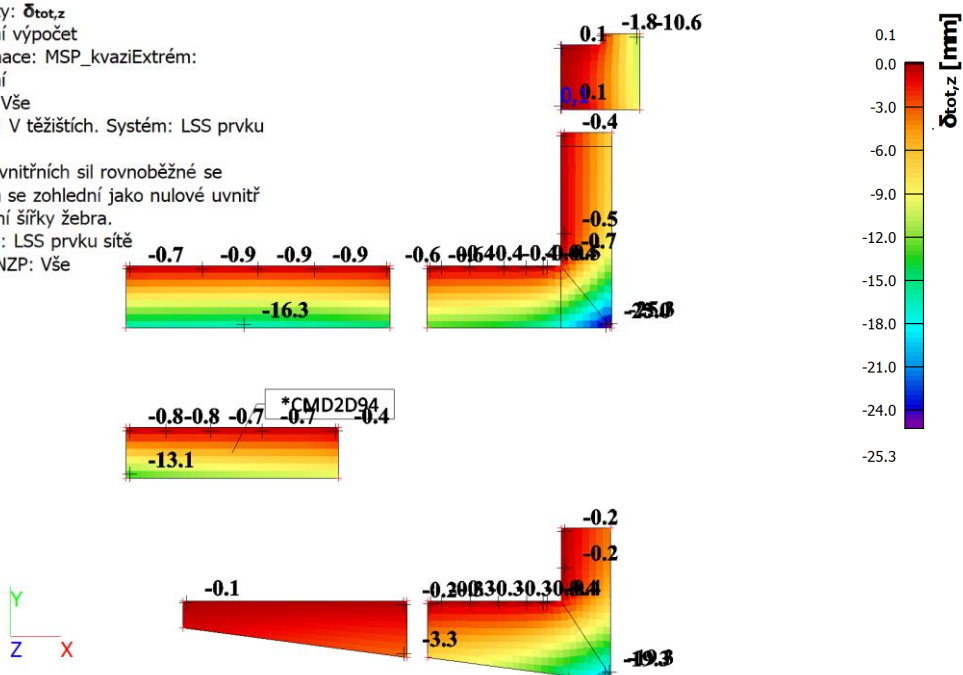 y: δtot,z
í výpočet
nace: MSP_kvaziExtrém:
ní
Vše
: V těžištích. Systém: LSS prvku
vnitřních sil rovnoběžné se
se zohlední jako nulové uvnitř
ní šířky žebra.
: LSS prvku sítě
NZP: Vše
-1.8 -10.6
0.1
0.1
-0.4
-0.5
-0.7
-0.7 -0.9 -0.9 -0.9 -0.6
-16.3
*CMD2D94
-0.8 -0.8 -0.7 -0.7 -0.4
-13.1
-0.2
-0.2
-0.1
-3.3
Y
Z X
0.1
0.0
-3.0
-6.0
-9.0
-12.0
-15.0
-18.0
-21.0
-24.0
-25.3
δtot,z [mm]